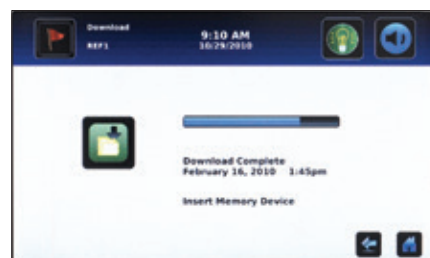 Download
REF1
9:10 AM
10/29/2010
Download Complete
February 16, 2010 1:45pm
Insert Memory Device